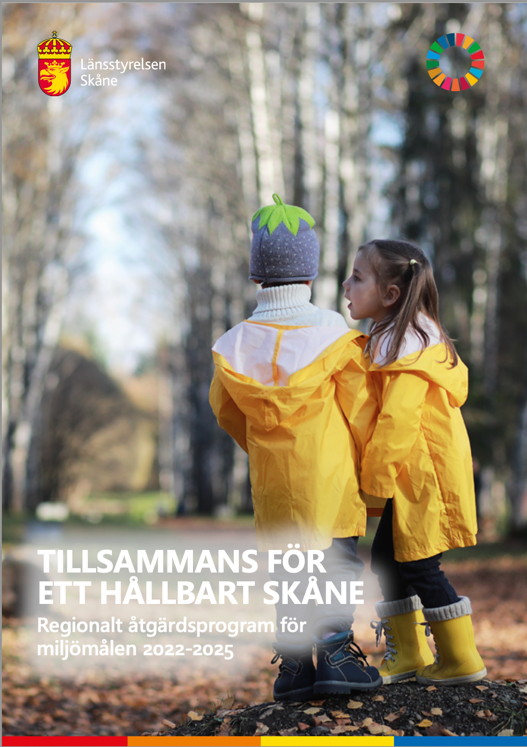 Länsstyrelsen
Skåne
TILLSAMMANS FÖR
ETT HÅLLBART SKÅNE
Regionalt åtgärdsprogram för
miljömålen 2022-2025